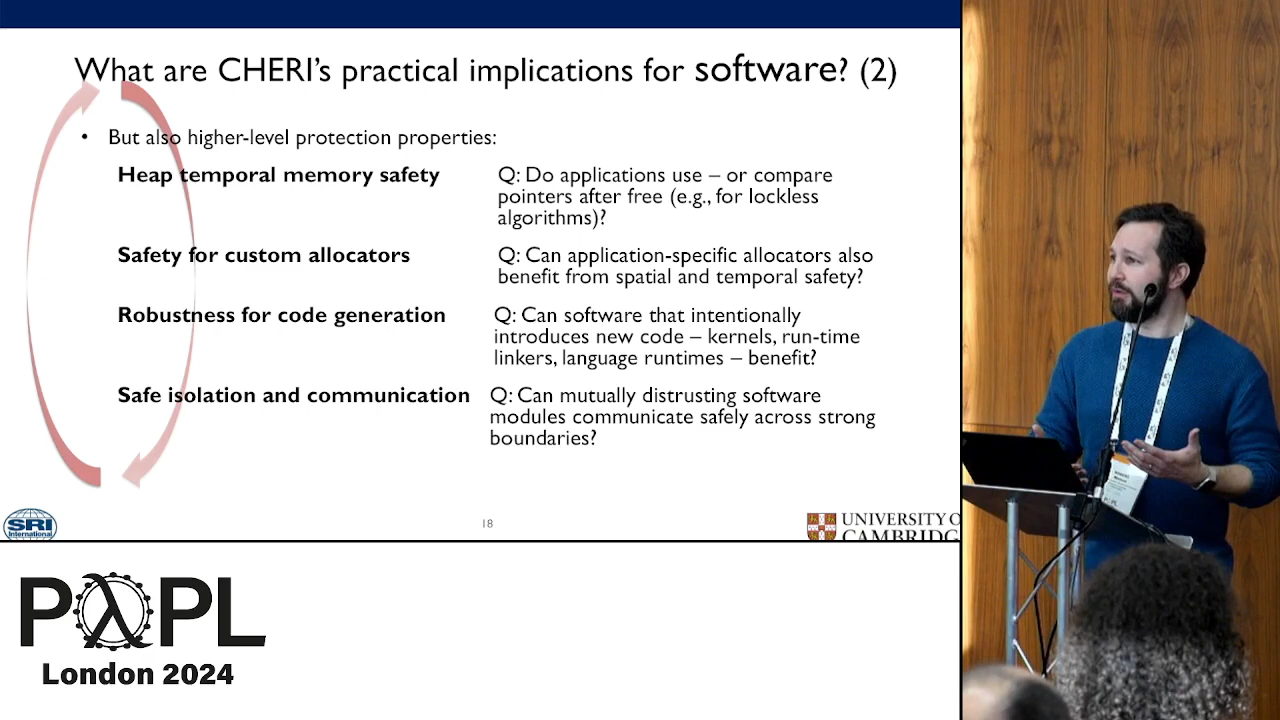 What are CHERI's practical implications for software? (2)
• But also higher-level protection properties:
Heap temporal memory safety
Q: Do applications use – or compare
pointers after free (e.g., for lockless
algorithms)?
Safety for custom allocators
Q: Can application-specific allocators also
benefit from spatial and temporal safety?
Robustness for code generation
Q: Can software that intentionally
introduces new code – kernels, run-time
linkers, language runtimes – benefit?
Safe isolation and communication
Q: Can mutually distrusting software
modules communicate safely across strong
boundaries?
SRI
International
18
UNIVERSITY O
CAMBRIDG
PλPL
London 2024